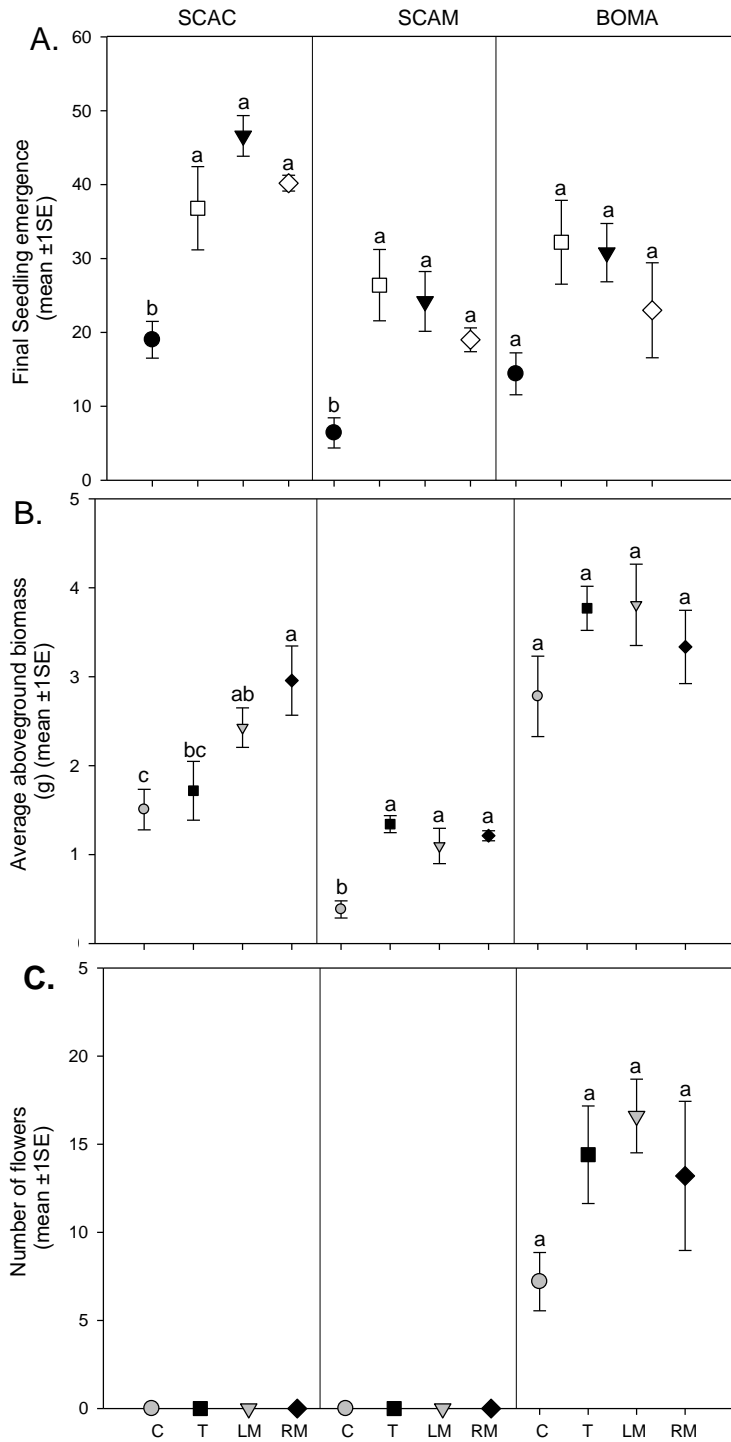 SCAC SCAM BOMA
A.
Final Seedling emergence
(mean ±1SE)
60
50
40
30
20
10
0
b a a a
b a a a
a a a a
B.
Average aboveground biomass
(g) (mean ±1SE)
5
4
3
2
1
c bc ab a
b a a a
a a a a
C.
Number of flowers
(mean ±1SE)
5
20
15
10
5
0
a a a a
C T LM RM C T LM RM C T LM RM